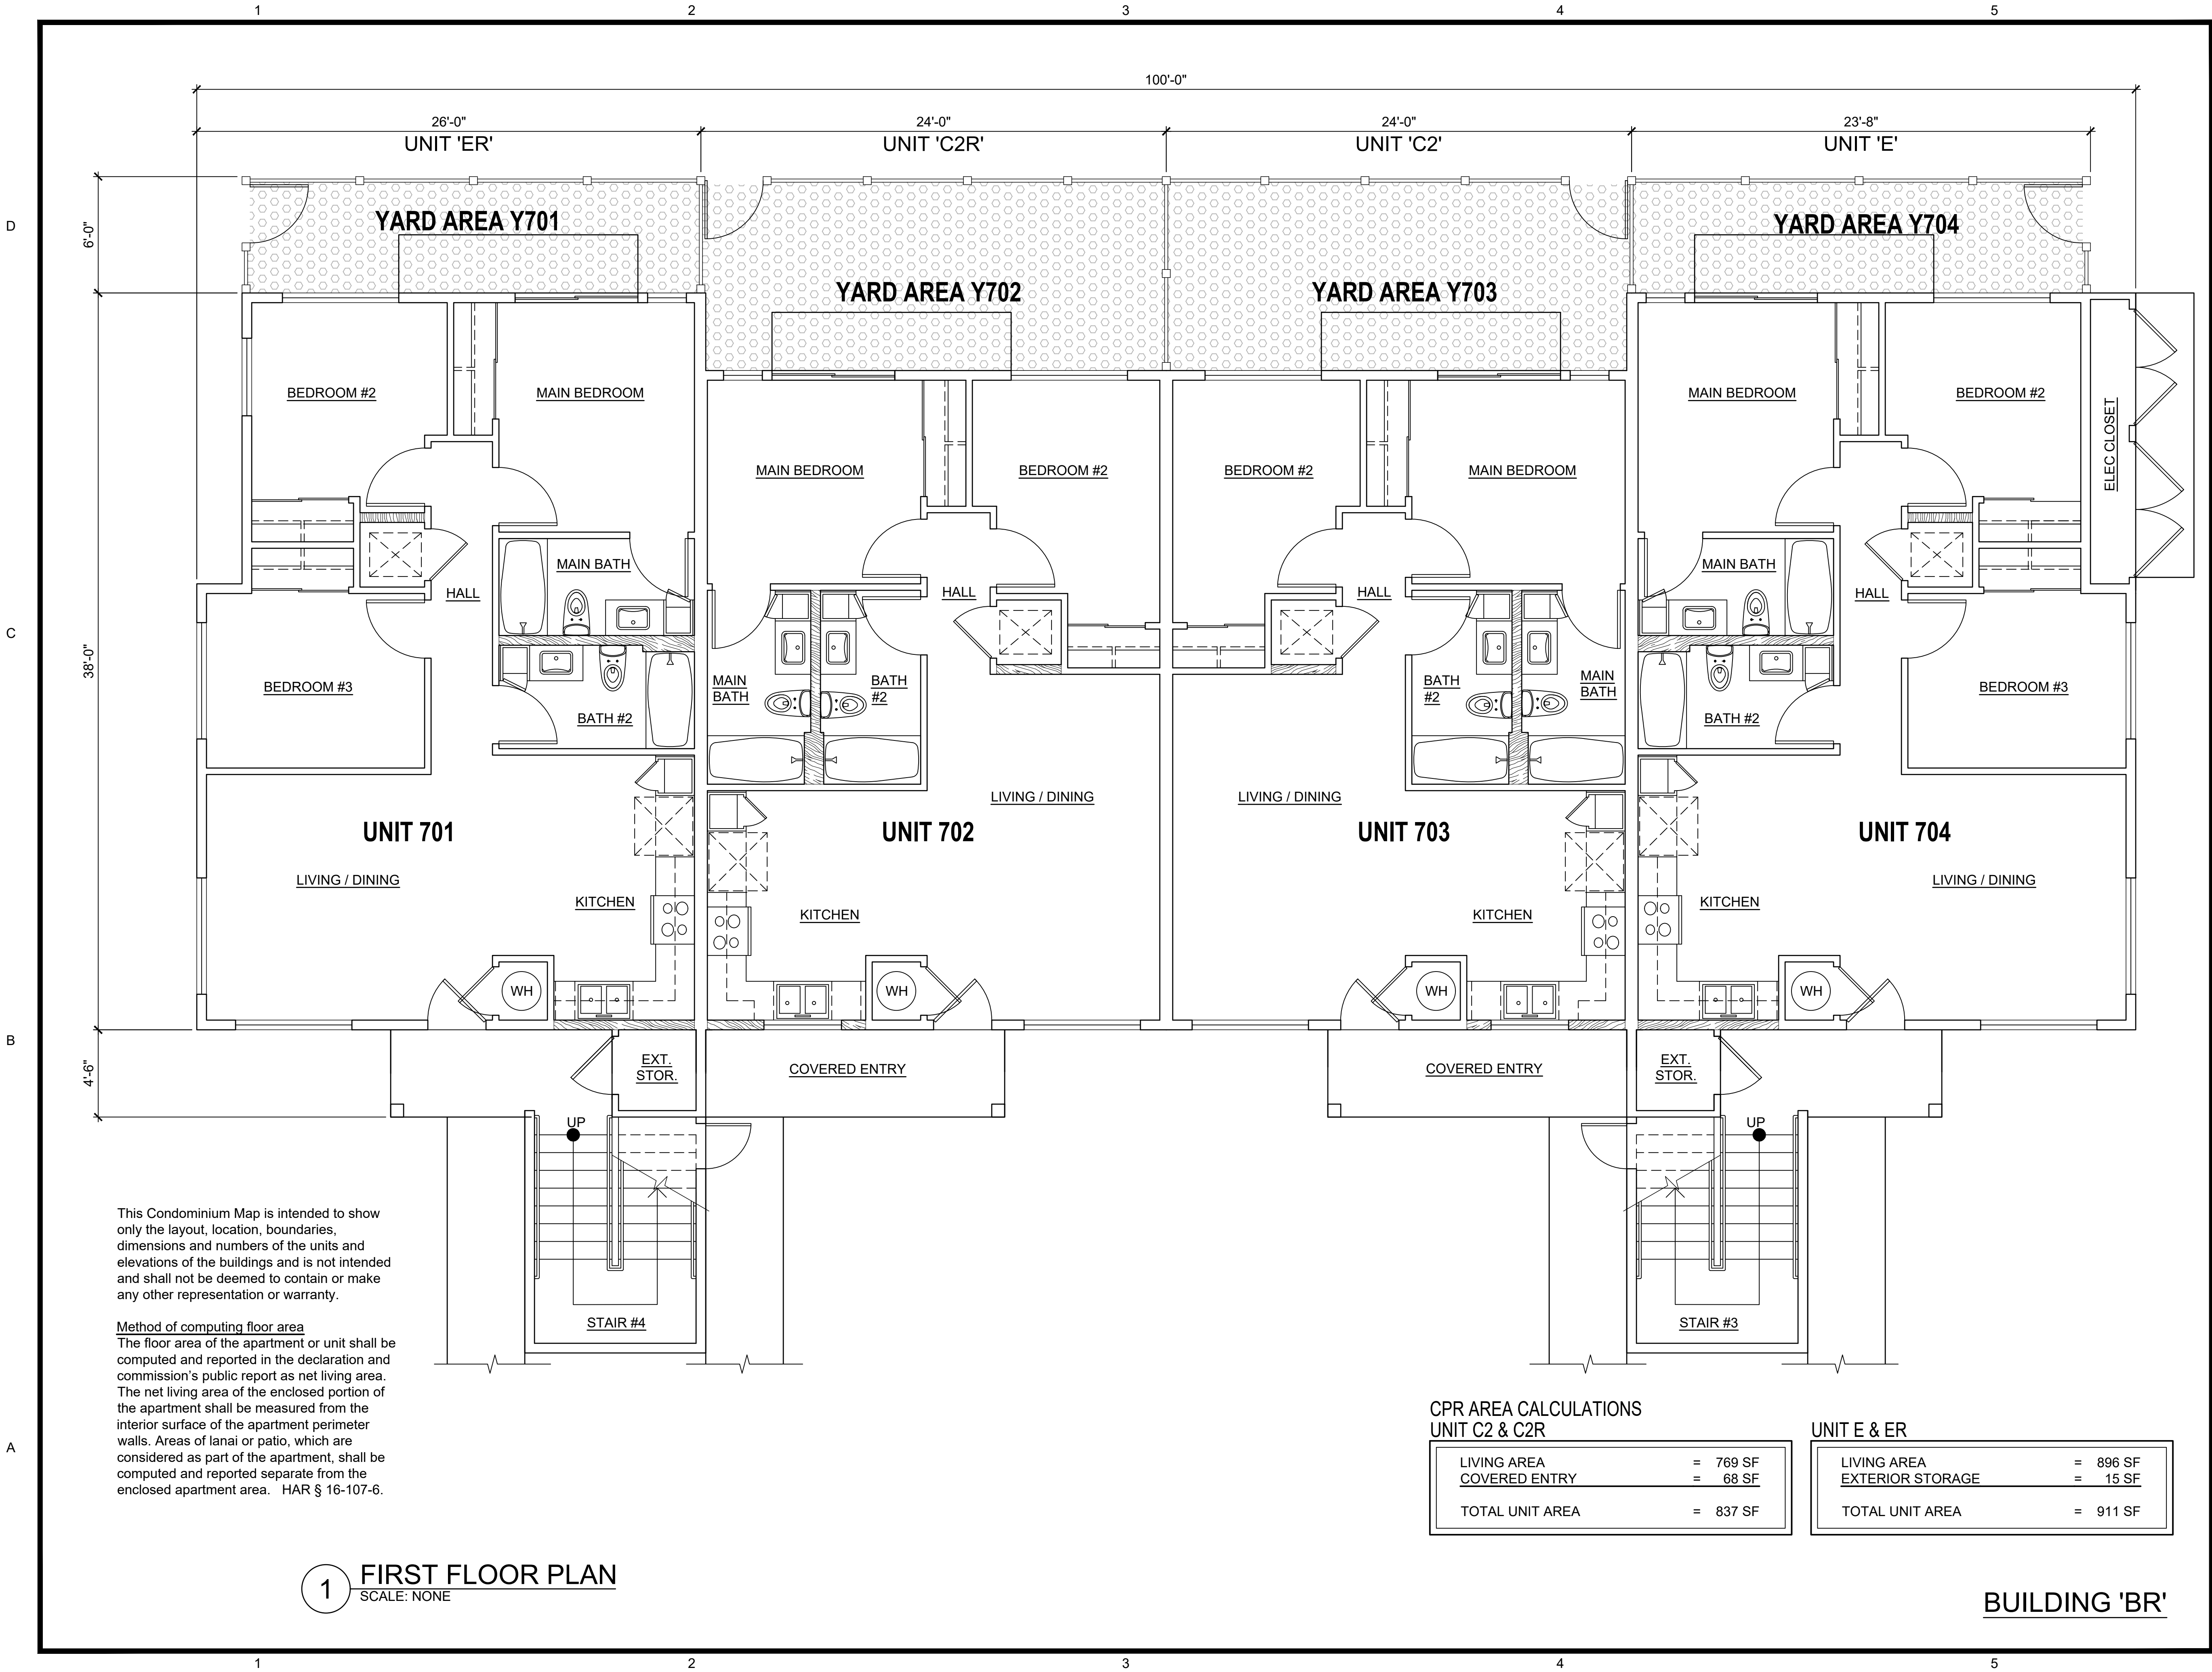 1 2 3 4 5
100'-0"
26'-0" 24'-0" 24'-0" 23'-8"
UNIT 'ER' UNIT 'C2R' UNIT 'C2' UNIT 'E'
D
6'-0"
YARD AREA Y701
YARD AREA Y704
YARD AREA Y702
YARD AREA Y703
BEDROOM #2
MAIN BEDROOM
MAIN BEDROOM
BEDROOM #2
ELEC CLOSET
MAIN BEDROOM
BEDROOM #2
BEDROOM #2
MAIN BEDROOM
MAIN BATH
HALL
HALL
HALL
MAIN BATH
HALL
C
38'-0"
BEDROOM #3
MAIN
BATH
BATH
#2
BATH
#2
MAIN
BATH
BEDROOM #3
BATH #2
BATH #2
LIVING / DINING
LIVING / DINING
UNIT 701
UNIT 702
UNIT 703
UNIT 704
LIVING / DINING
LIVING / DINING
KITCHEN
KITCHEN
KITCHEN
KITCHEN
WH
WH
WH
WH
B
4'-6"
EXT.
STOR.
COVERED ENTRY
COVERED ENTRY
EXT.
STOR.
UP
UP
STAIR #4
STAIR #3
This Condominium Map is intended to show
only the layout, location, boundaries,
dimensions and numbers of the units and
elevations of the buildings and is not intended
and shall not be deemed to contain or make
any other representation or warranty.
Method of computing floor area
The floor area of the apartment or unit shall be
computed and reported in the declaration and
commission's public report as net living area.
The net living area of the enclosed portion of
the apartment shall be measured from the
interior surface of the apartment perimeter
walls. Areas of lanai or patio, which are
considered as part of the apartment, shall be
computed and reported separate from the
enclosed apartment area. HAR § 16-107-6.
A
CPR AREA CALCULATIONS
UNIT C2 & C2R
LIVING AREA = 769 SF
COVERED ENTRY = 68 SF
TOTAL UNIT AREA = 837 SF
UNIT E & ER
LIVING AREA = 896 SF
EXTERIOR STORAGE = 15 SF
TOTAL UNIT AREA = 911 SF
1 FIRST FLOOR PLAN
SCALE: NONE
BUILDING 'BR'
1 2 3 4 5